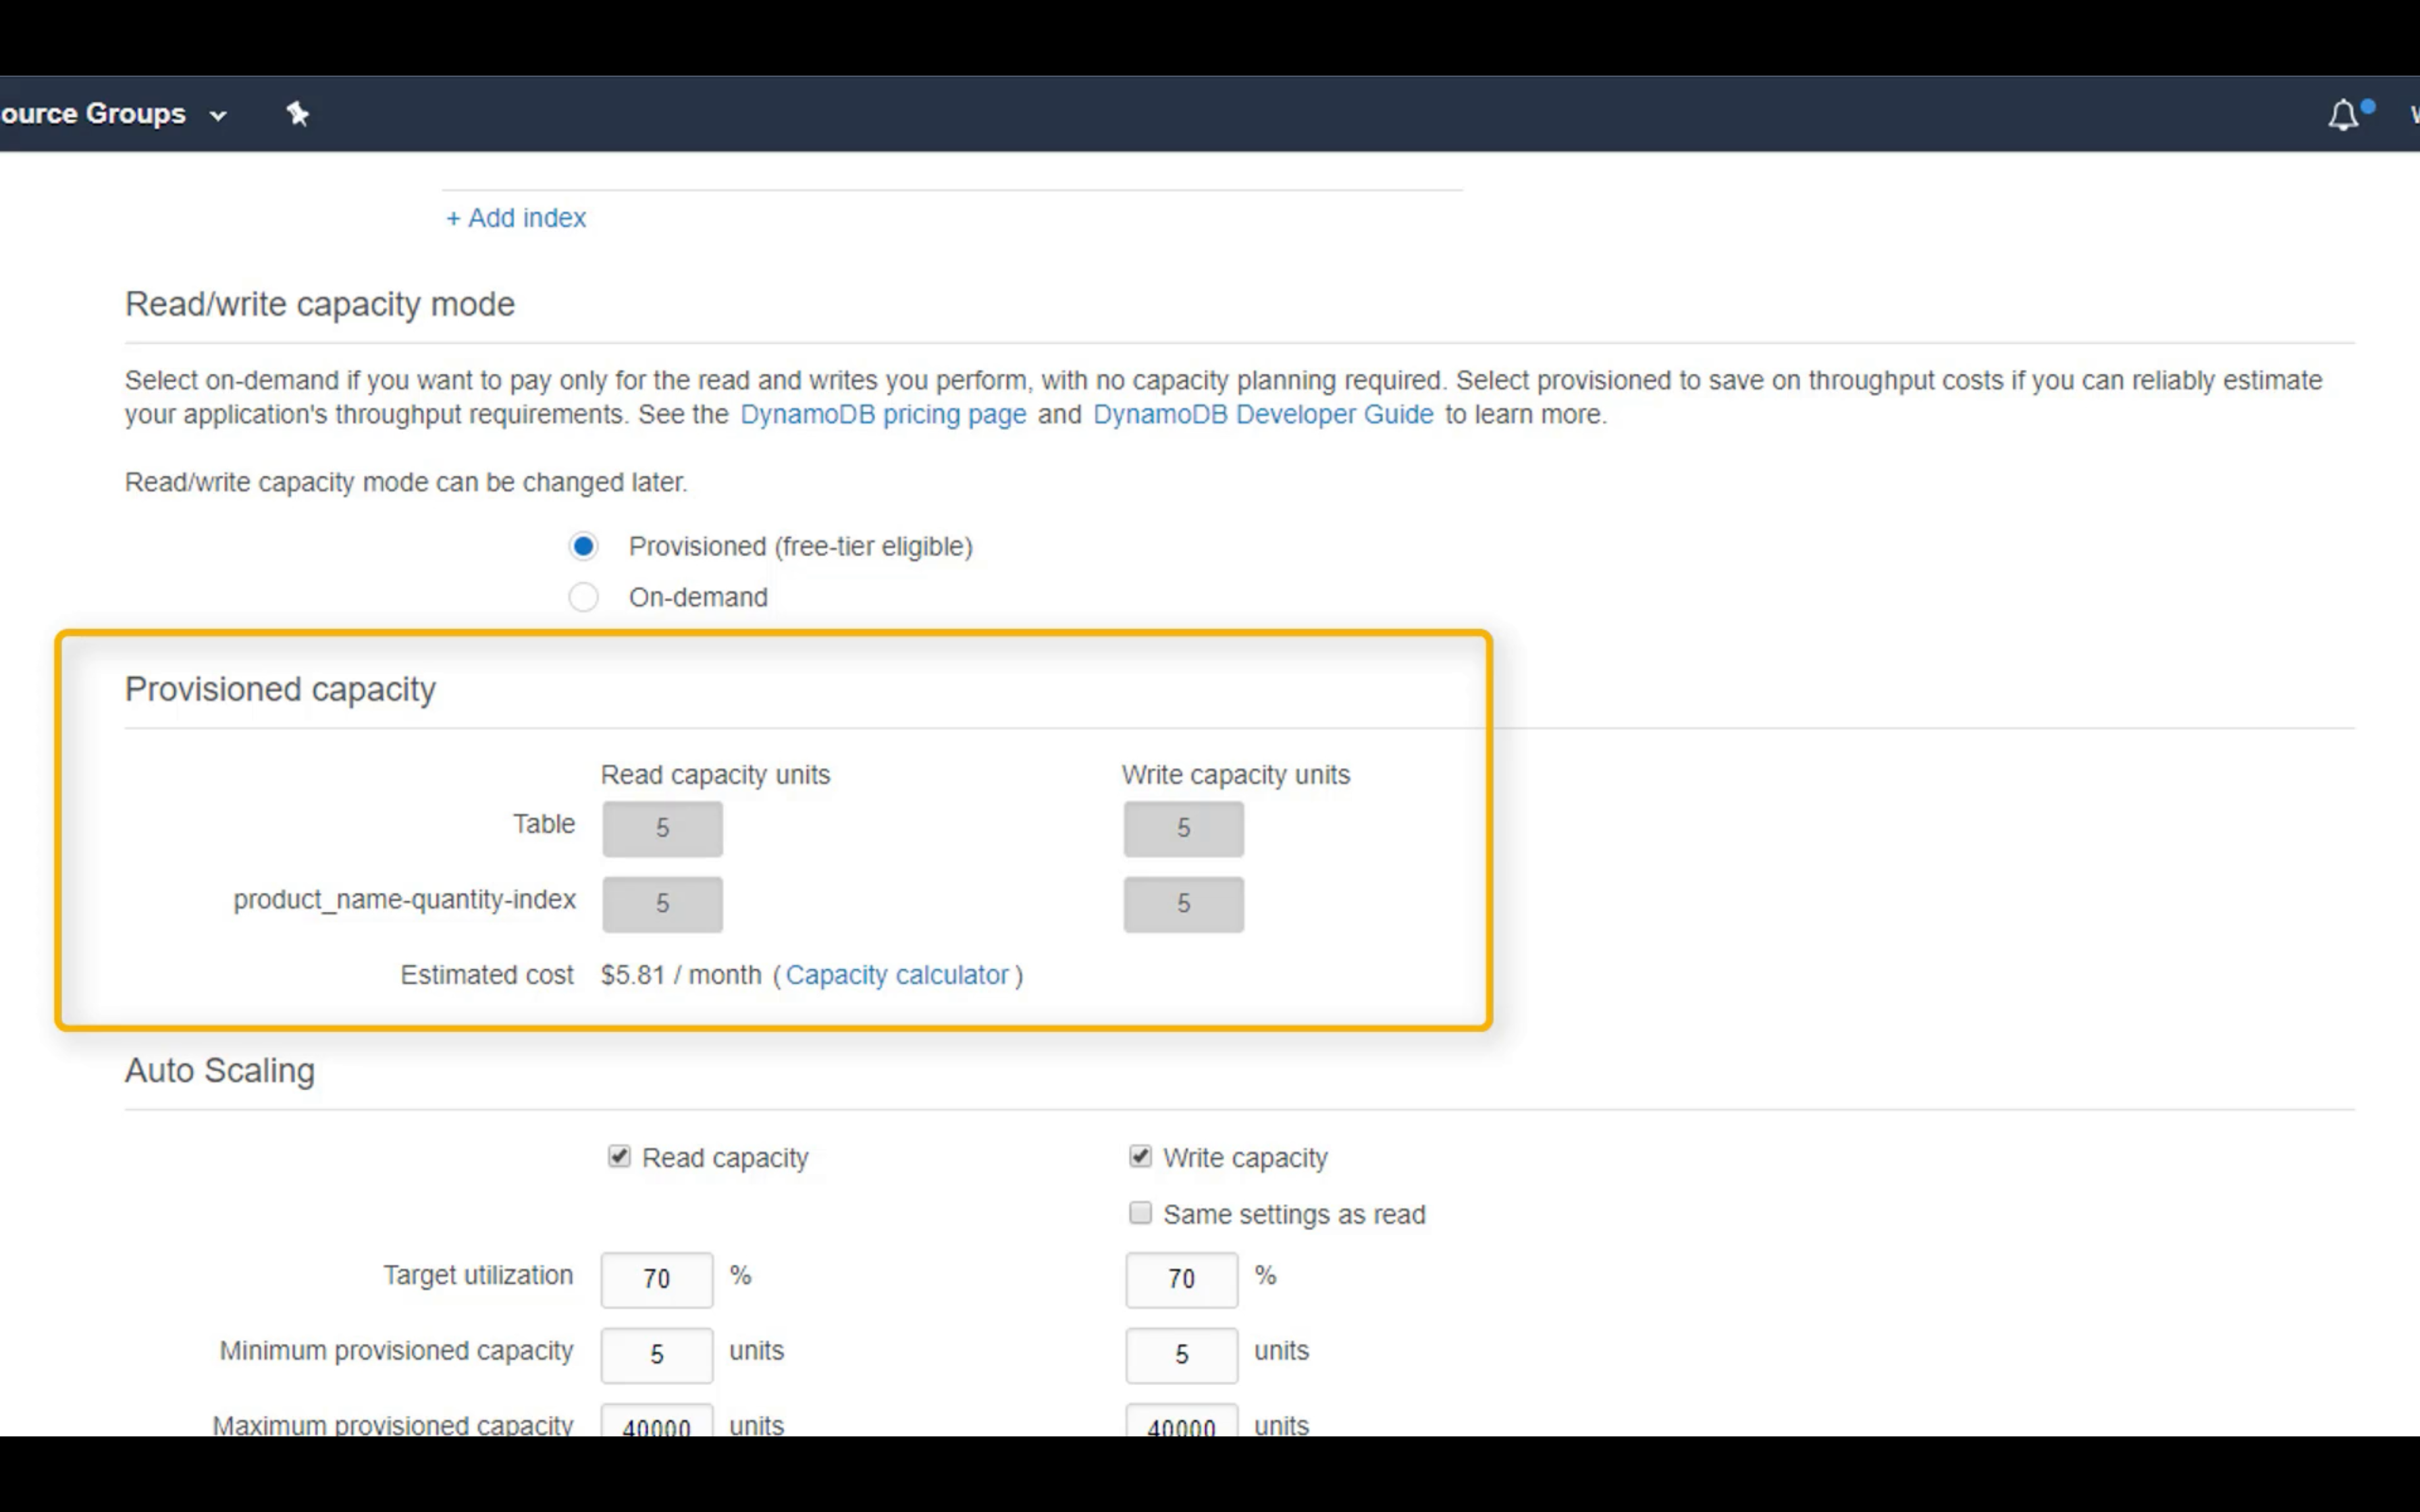 ource Groups
+ Add index
Read/write capacity mode
Select on-demand if you want to pay only for the read and writes you perform, with no capacity planning required. Select provisioned to save on throughput costs if you can reliably estimate
your application's throughput requirements. See the DynamoDB pricing page and DynamoDB Developer Guide to learn more.
Read/write capacity mode can be changed later.
Provisioned (free-tier eligible)
On-demand
Provisioned capacity
Read capacity units Write capacity units
Table 5 5
product_name-quantity-index 5 5
Estimated cost $5.81 / month ( Capacity calculator )
Auto Scaling
Read capacity Write capacity
Same settings as read
Target utilization 70 % 70 %
Minimum provisioned capacity 5 units 5 units
Maximum provisioned capacity 40000 units 40000 units